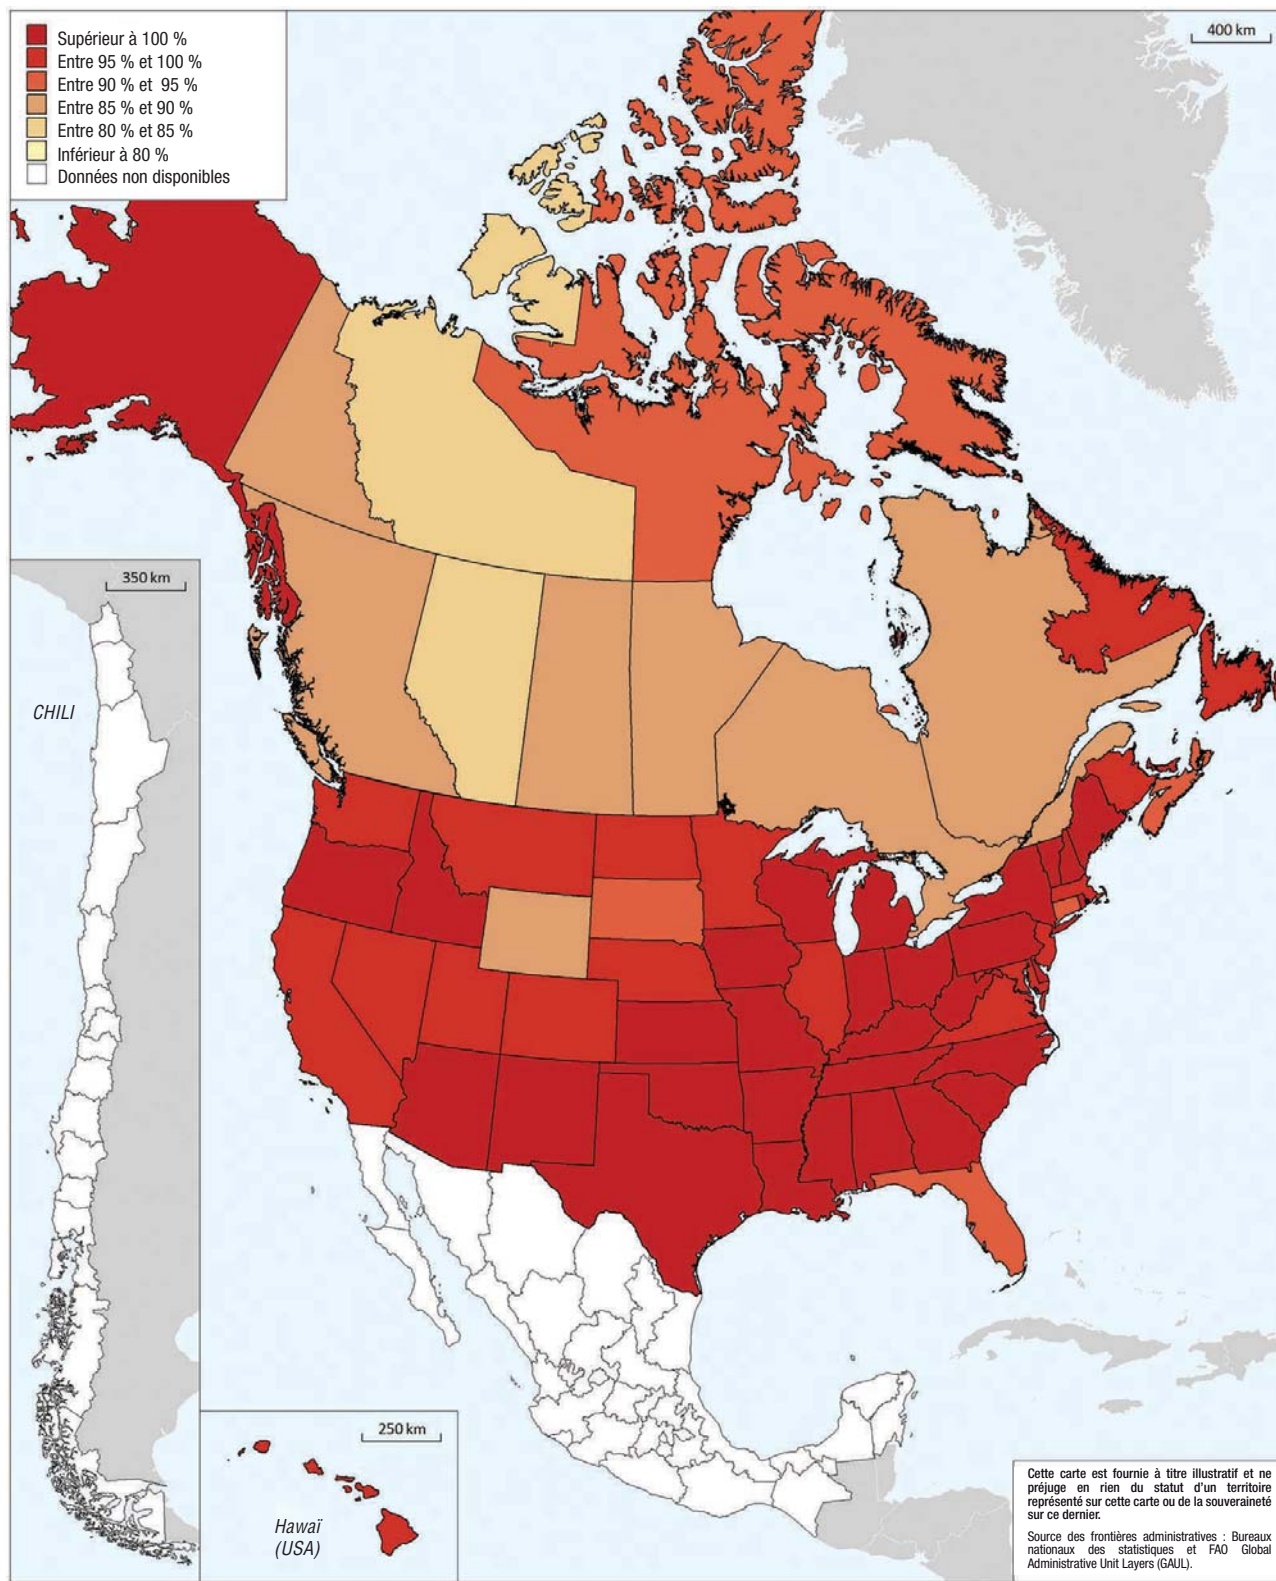 Supérieur à 100 %
Entre 95 % et 100 %
Entre 90 % et  95 %
Entre 85 % et 90 %
Entre 80 % et 85 %
Inférieur à 80 %
Données non disponibles
400 km
350 km
CHILI
250 km
Hawaï
(USA)
Cette carte est fournie à titre illustratif et ne
préjuge en rien du statut d'un territoire
représenté sur cette carte ou de la souveraineté
sur ce dernier.
Source des frontières administratives : Bureaux
nationaux des statistiques et FAO Global
Administrative Unit Layers (GAUL).